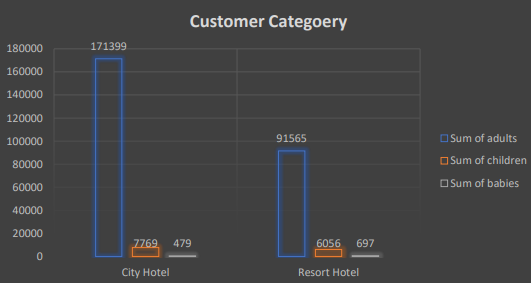 Customer Categoery
180000
160000
140000
120000
100000
80000
60000
40000
20000
0
171399
7769
479
91565
6056
697
City Hotel
Resort Hotel
Sum of adults
Sum of children
Sum of babies